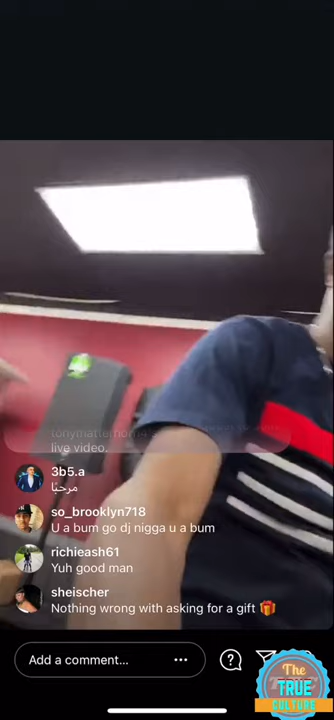 live video.
3b5.a
مرحبًا
so_brooklyn718
U a bum go dj nigga u a bum
richieash61
Yuh good man
sheischer
Nothing wrong with asking for a gift 🎁
Add a comment...
The
TRUE
CULTURE